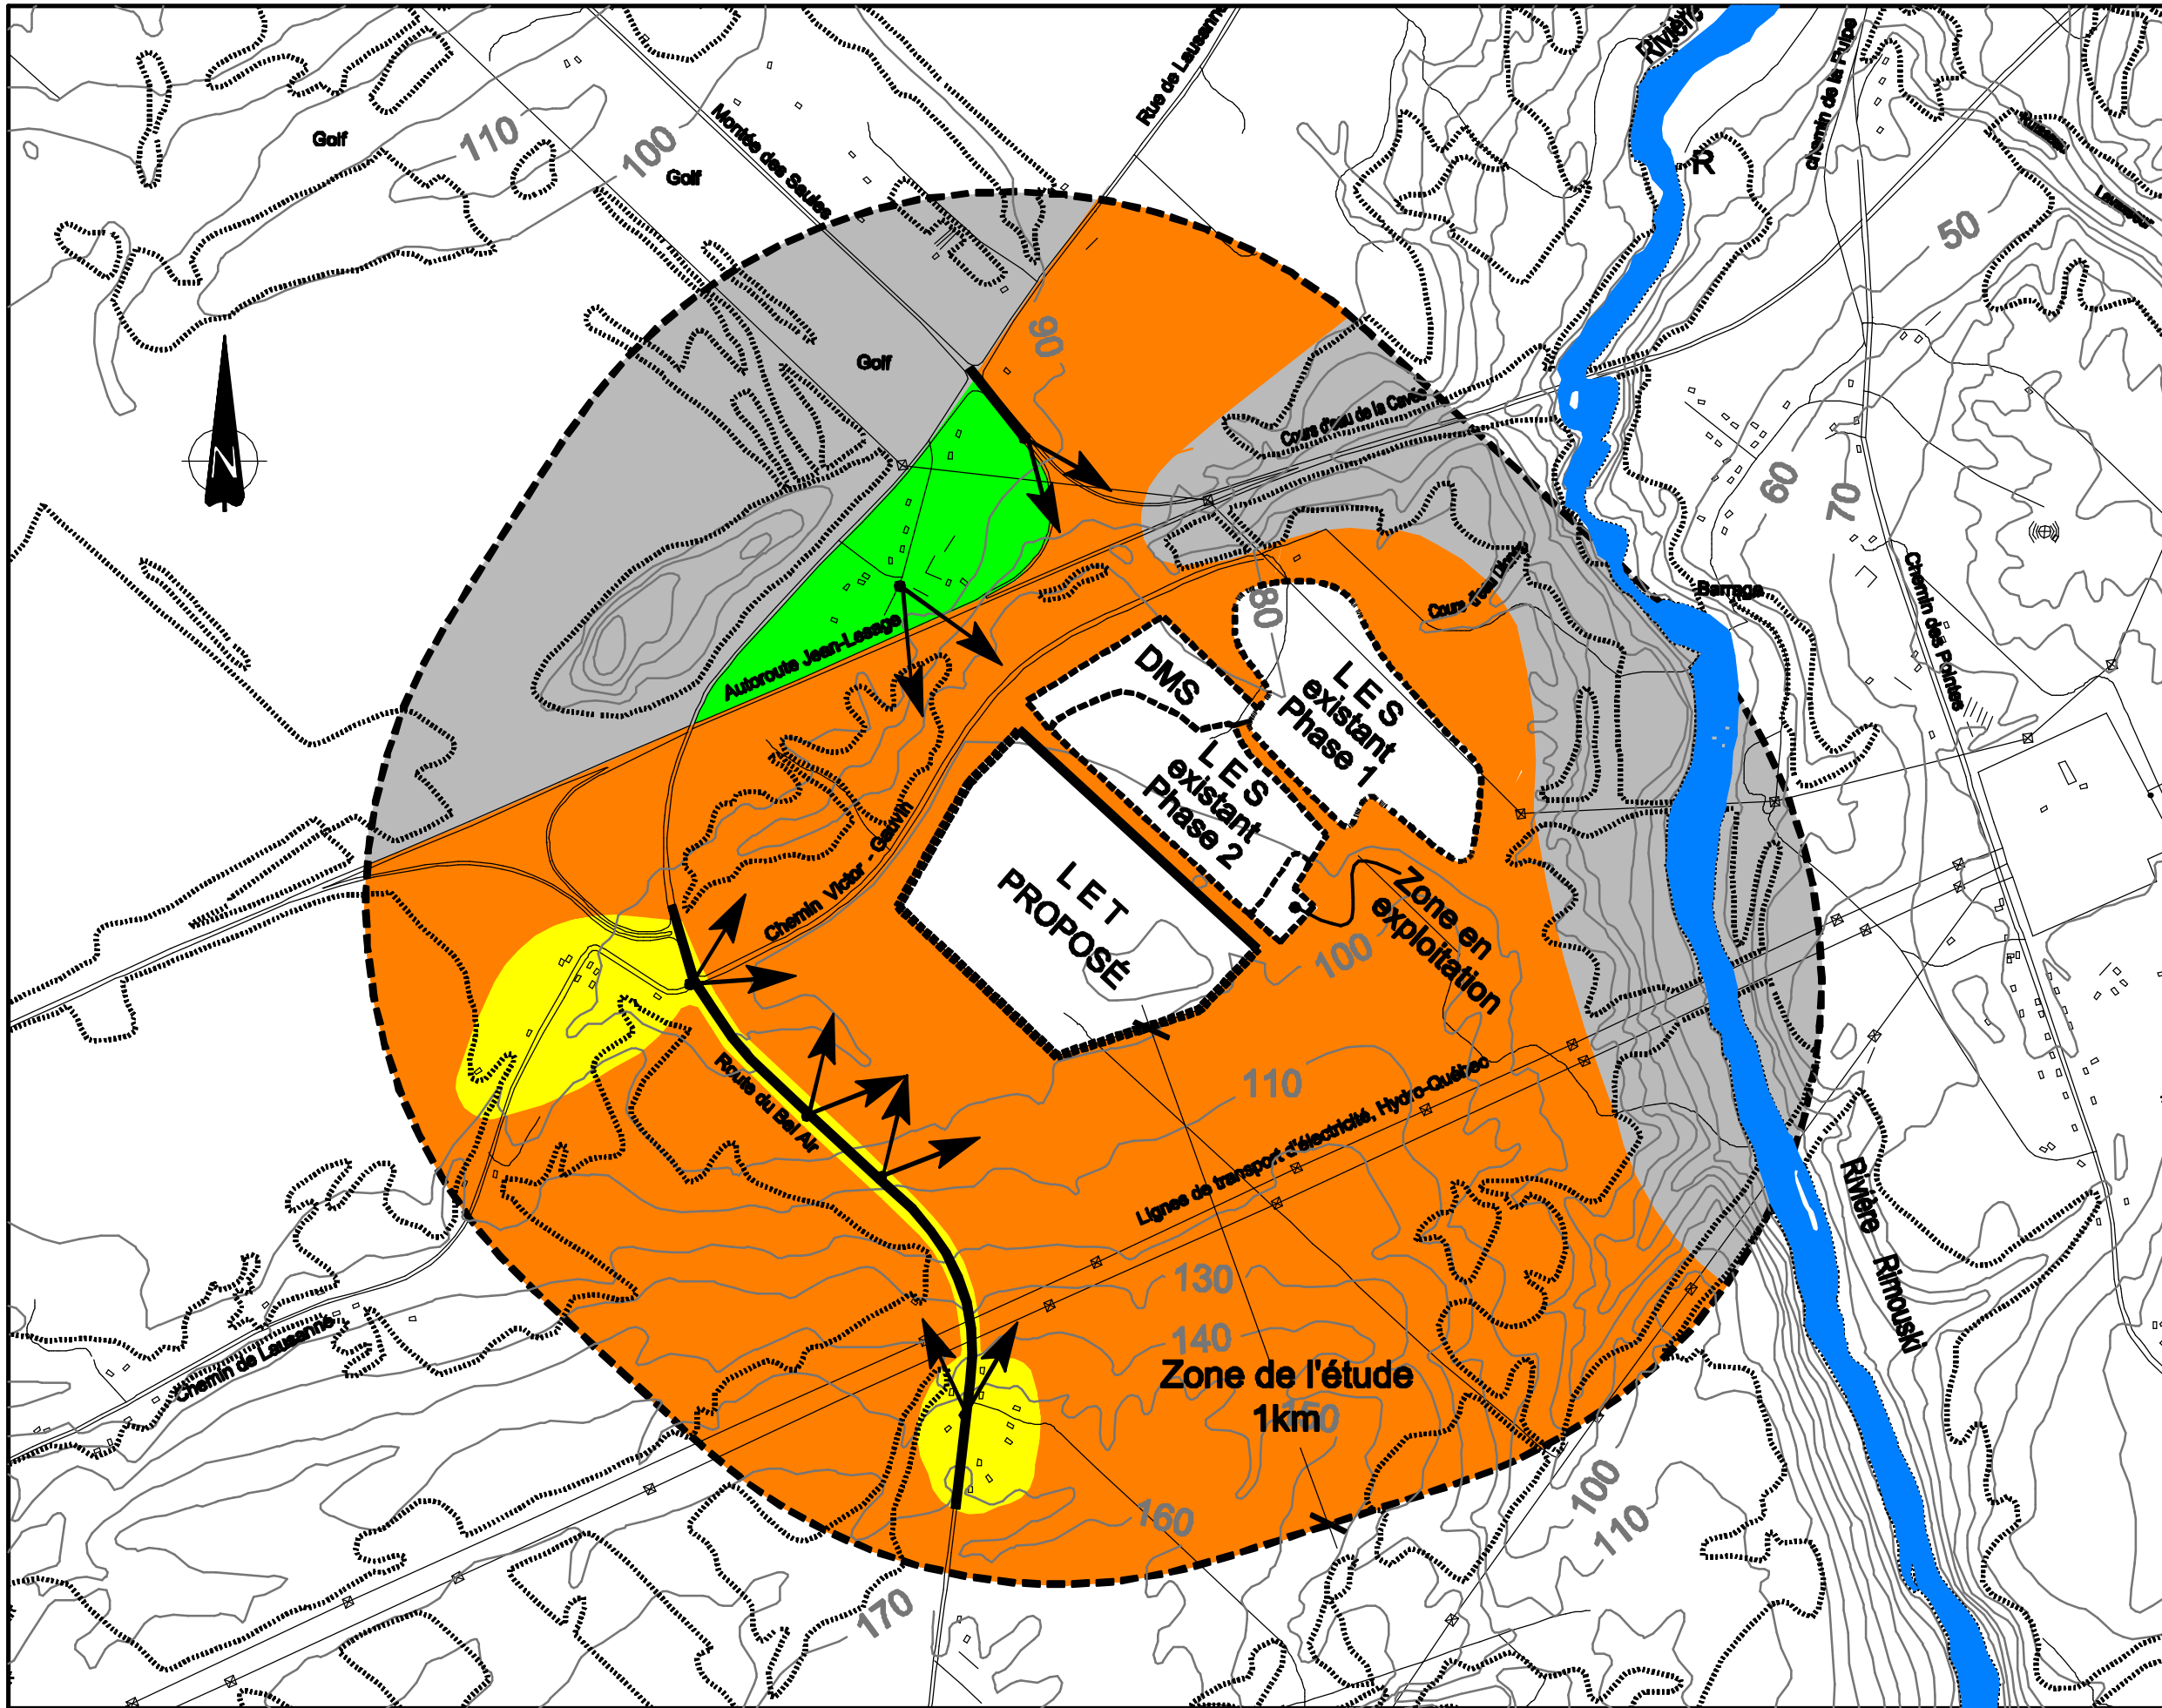 Rivière
Rue de Lausanne
chemin de la Pulpe
Golf
110
100
Montée des Saules
Golf
R
Ruisseau
50
90
Golf
Cours d'eau de la Cavée
N
60
70
80
Barrage
Chemin des Pointes
Autoroute Jean-Lesage
DMS
L E S
existant
Phase 1
L E S
existant
Phase 2
Chemin Victor - Gauvin
L E T
PROPOSÉ
Zone en
exploitation
100
Route du Bel Air
110
Lignes de transport d'électricité, Hydro-Québec
Rivière Rimouski
130
140
Chemin de Lausanne
Zone de l'étude
1km
150
160
100
110
170